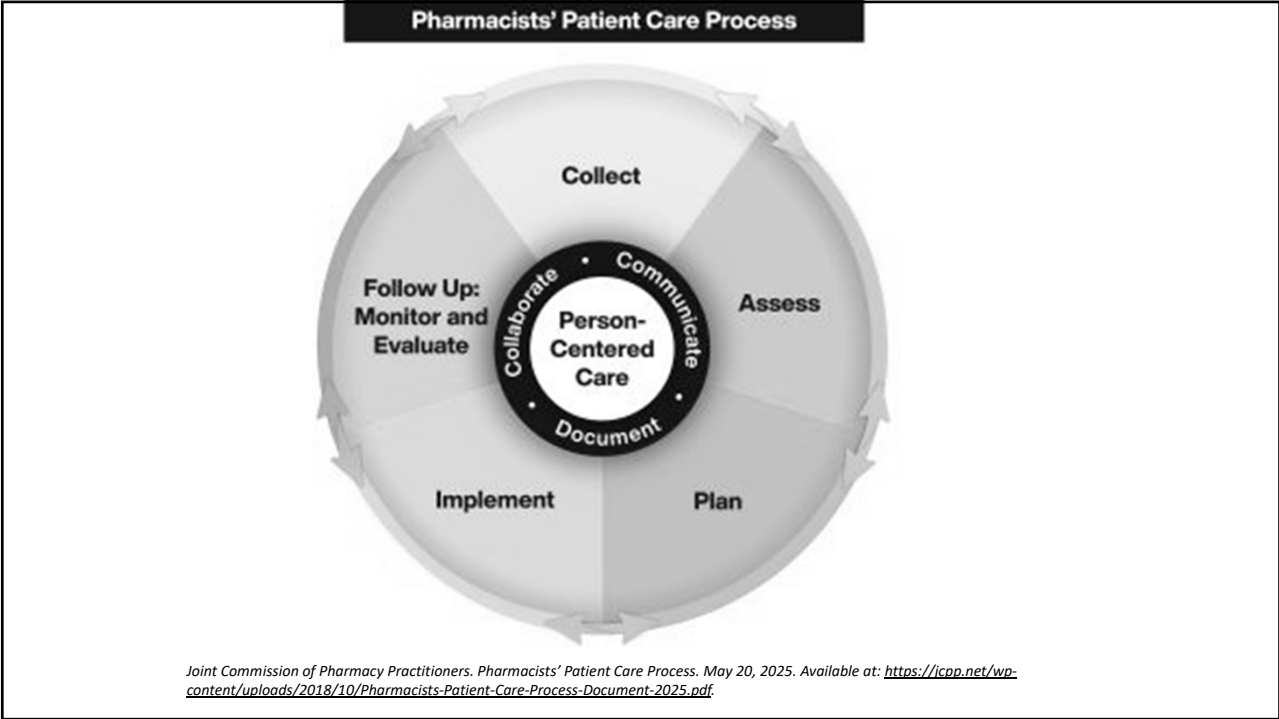 Pharmacists’ Patient Care Process
Collect
Assess
Plan
Implement
Follow Up:
Monitor and
Evaluate
Collaborate • Communicate • Document
Person-
Centered
Care
Joint Commission of Pharmacy Practitioners. Pharmacists’ Patient Care Process. May 20, 2025. Available at: https://jcpp.net/wp-
content/uploads/2018/10/Pharmacists-Patient-Care-Process-Document-2025.pdf.